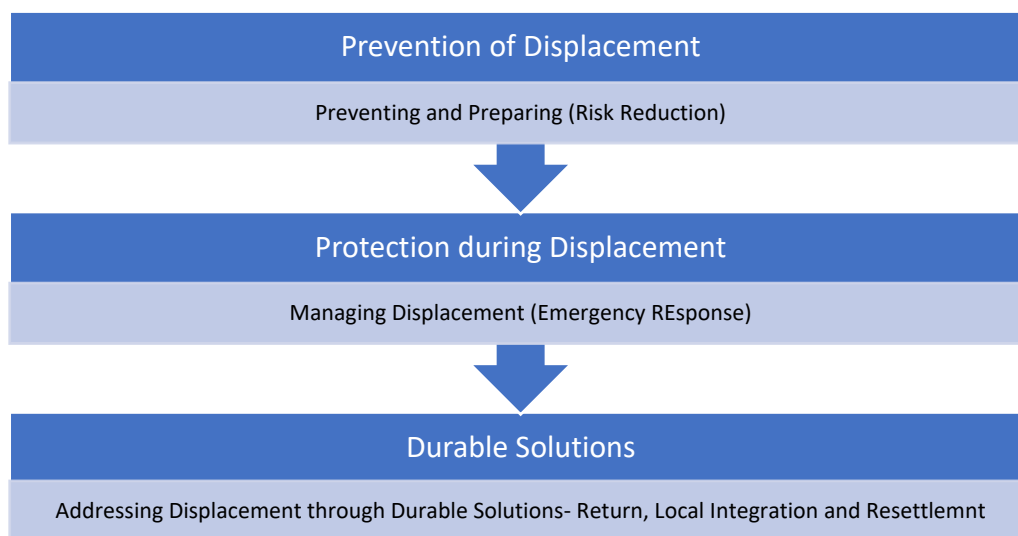 Prevention of Displacement
Preventing and Preparing (Risk Reduction)
Protection during Displacement
Managing Displacement (Emergency REsponse)
Durable Solutions
Addressing Displacement through Durable Solutions- Return, Local Integration and Resettlemnt